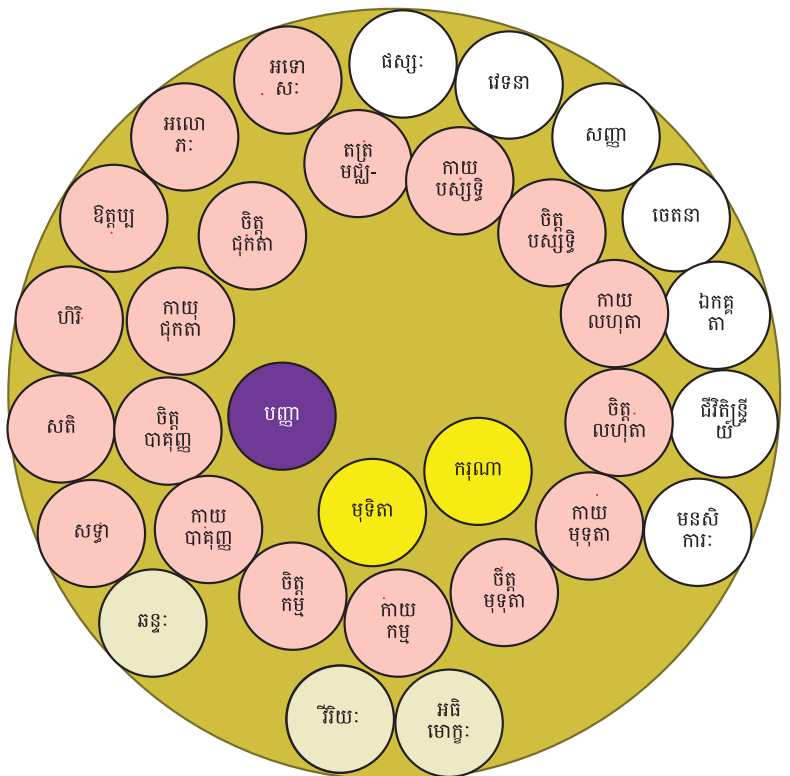 ផស្សៈ
វេទនា
សញ្ញា
ចេតនា
ឯកគ្គ
តា
ជីវិតិន្ទ្រី
យ៍
មនសិ
ការៈ
អទោ
សៈ
អលោ
ភៈ
ឱត្តប្ប
ហិរិ
សតិ
សទ្ធា
ឆន្ទៈ
វីរិយៈ
អធិ
មោក្ខៈ
តត្រ
មជ្ឈ-
កាយ
បស្សទ្ធិ
ចិត្ត
បស្សទ្ធិ
កាយ
លហុតា
ចិត្ត
លហុតា
កាយ
មុទុតា
ចិត្ត
មុទុតា
កាយ
កម្ម
ចិត្ត
កម្ម
កាយ
បាគុញ្ញ
ចិត្ត
បាគុញ្ញ
កាយុ
ជុកតា
ចិត្តុ
ជុកតា
បញ្ញា
មុទិតា
ករុណា